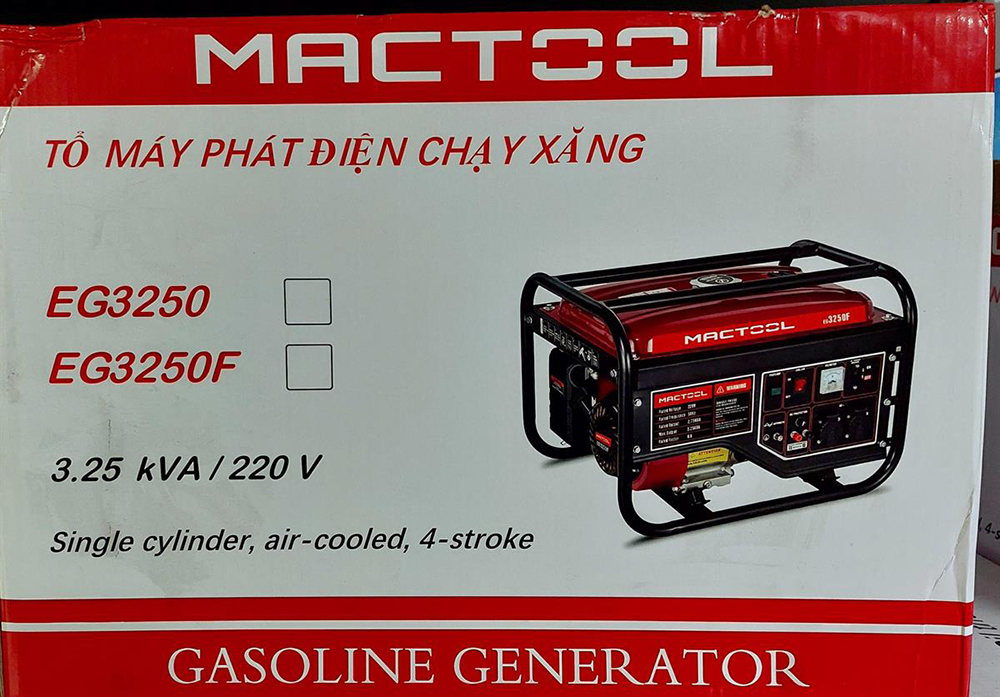 MACTOOL
TỔ MÁY PHÁT ĐIỆN CHẠY XĂNG
EG3250
EG3250F
3.25 kVA / 220 V
Single cylinder, air-cooled, 4-stroke
MACTOOL EG3250F
MACTOOL WARNING
GASOLINE GENERATOR